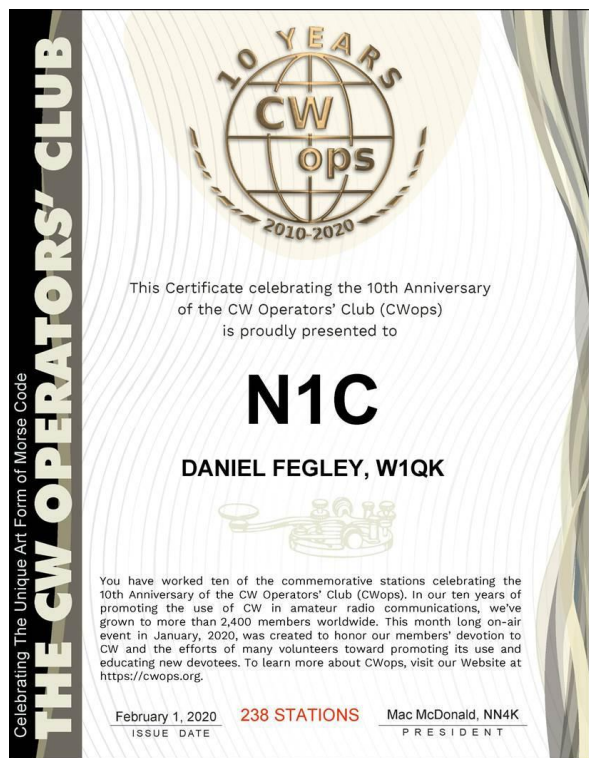 10 YEARS
CW
ops
2010-2020
Celebrating The Unique Art Form of Morse Code
THE CW OPERATORS' CLUB
This Certificate celebrating the 10th Anniversary
of the CW Operators' Club (CWops)
is proudly presented to
N1C
DANIEL FEGLEY, W1QK
You have worked ten of the commemorative stations celebrating the
10th Anniversary of the CW Operators' Club (CWops). In our ten years of
promoting the use of CW in amateur radio communications, we've
grown to more than 2,400 members worldwide. This month long on-air
event in January, 2020, was created to honor our members' devotion to
CW and the efforts of many volunteers toward promoting its use and
educating new devotees. To learn more about CWops, visit our Website at
https://cwops.org.
February 1, 2020 238 STATIONS Mac McDonald, NN4K
ISSUE DATE PRESIDENT